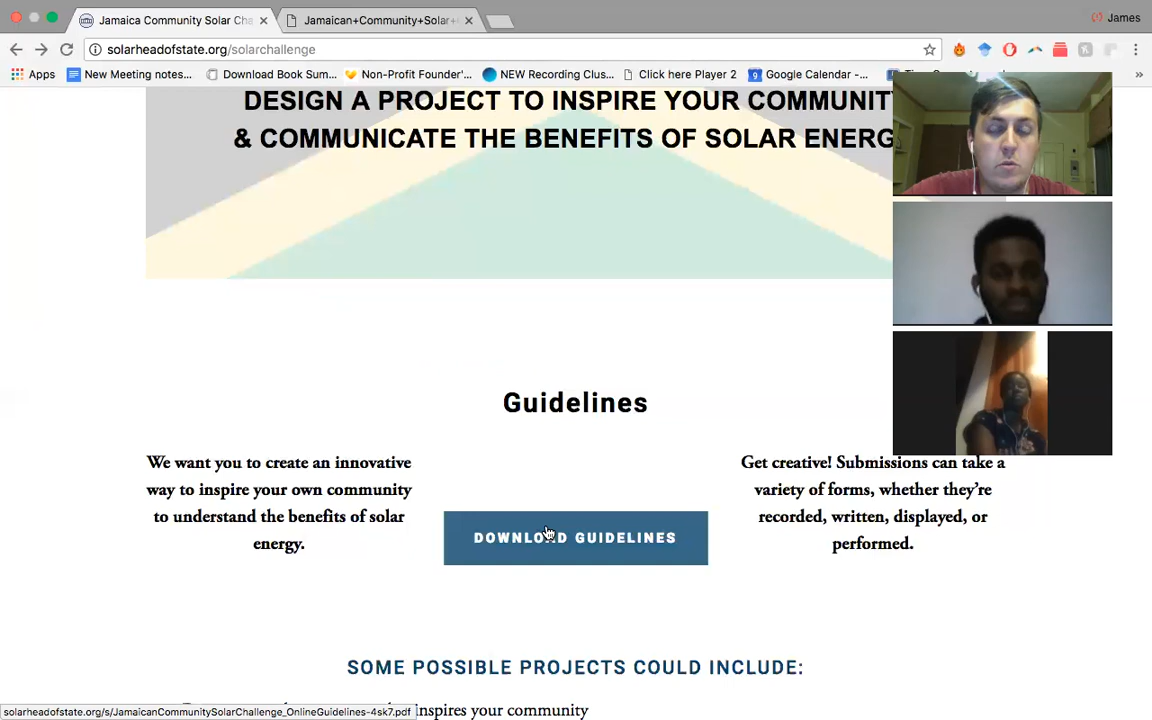 Jamaica Community Solar Cha
Jamaican+Community+Solar+
James
solarheadofstate.org/solarchallenge
Apps
New Meeting notes...
Download Book Sum...
Non-Profit Founder'...
NEW Recording Clus...
Click here Player 2
Google Calendar -...
DESIGN A PROJECT TO INSPIRE YOUR COMMUNITY
& COMMUNICATE THE BENEFITS OF SOLAR ENERG
Guidelines
We want you to create an innovative
way to inspire your own community
to understand the benefits of solar
energy.
DOWNLOAD GUIDELINES
Get creative! Submissions can take a
variety of forms, whether they're
recorded, written, displayed, or
performed.
SOME POSSIBLE PROJECTS COULD INCLUDE:
inspires your community
solarheadofstate.org/s/JamaicanCommunitySolarChallenge_OnlineGuidelines-4sk7.pdf